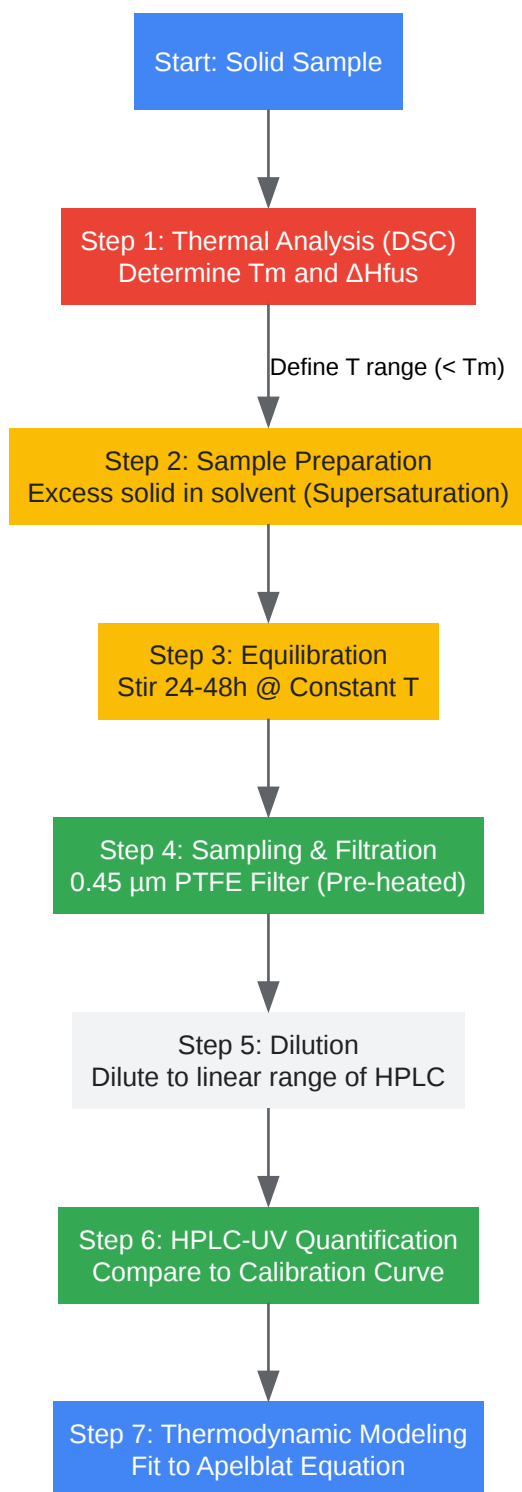 Start: Solid Sample
Step 1: Thermal Analysis (DSC)
Determine Tm and ΔHfus
Define T range (< Tm)
Step 2: Sample Preparation
Excess solid in solvent (Supersaturation)
Step 3: Equilibration
Stir 24-48h @ Constant T
Step 4: Sampling & Filtration
0.45 µm PTFE Filter (Pre-heated)
Step 5: Dilution
Dilute to linear range of HPLC
Step 6: HPLC-UV Quantification
Compare to Calibration Curve
Step 7: Thermodynamic Modeling
Fit to Apelblat Equation